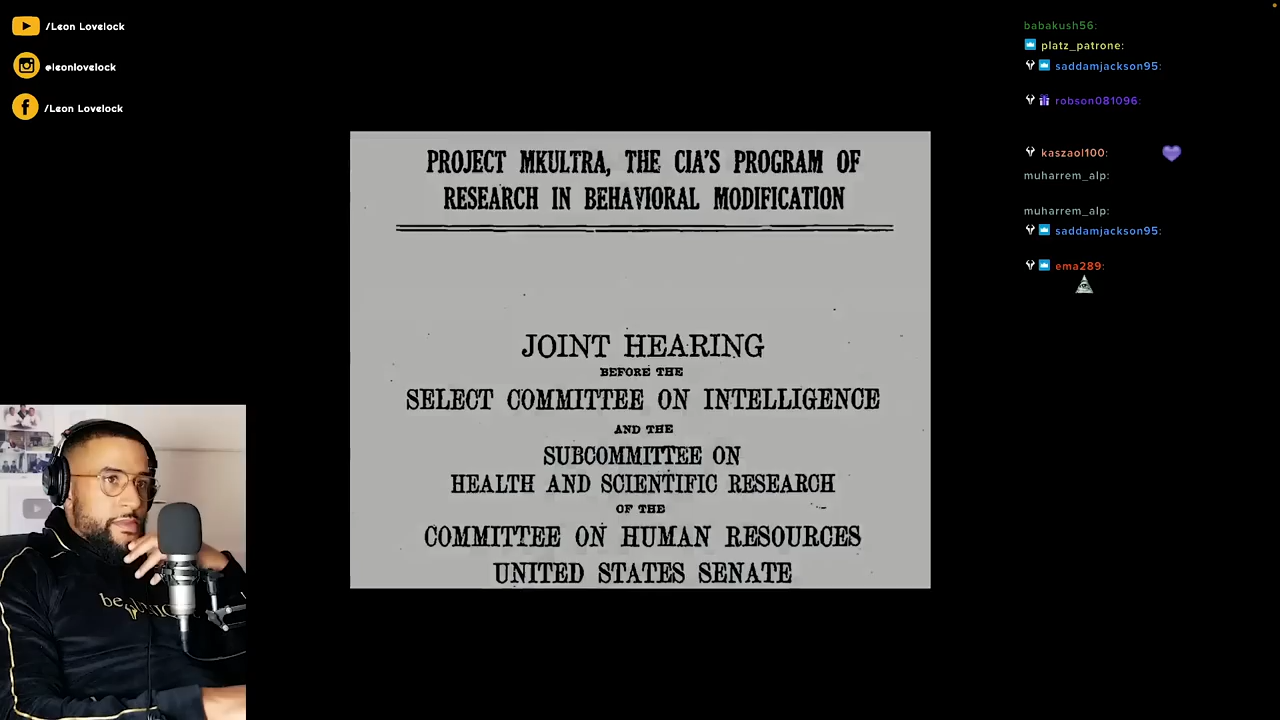 /Leon Lovelock
@leonlovelock
/Leon Lovelock
PROJECT MKULTRA, THE CIA'S PROGRAM OF
RESEARCH IN BEHAVIORAL MODIFICATION
JOINT HEARING
BEFORE THE
SELECT COMMITTEE ON INTELLIGENCE
AND THE
SUBCOMMITTEE ON
HEALTH AND SCIENTIFIC RESEARCH
OF THE
COMMITTEE ON HUMAN RESOURCES
UNITED STATES SENATE
babakush56:
platz_patrone:
saddamjackson95:
robson081096:
kaszaol100:
muharrem_alp:
muharrem_alp:
saddamjackson95:
ema289: